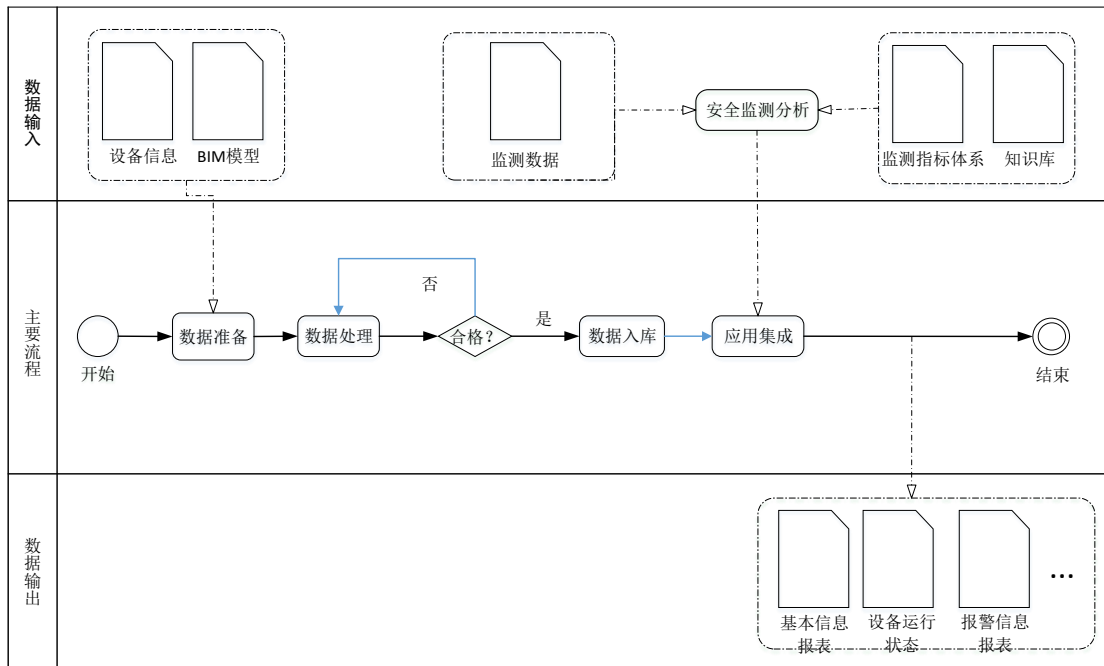 数据输入
设备信息
BIM模型
监测数据
安全监测分析
监测指标体系
知识库
主要流程
开始
数据准备
数据处理
否
合格?
是
数据入库
应用集成
结束
数据输出
基本信息
报表
设备运行
状态
报警信息
报表
...